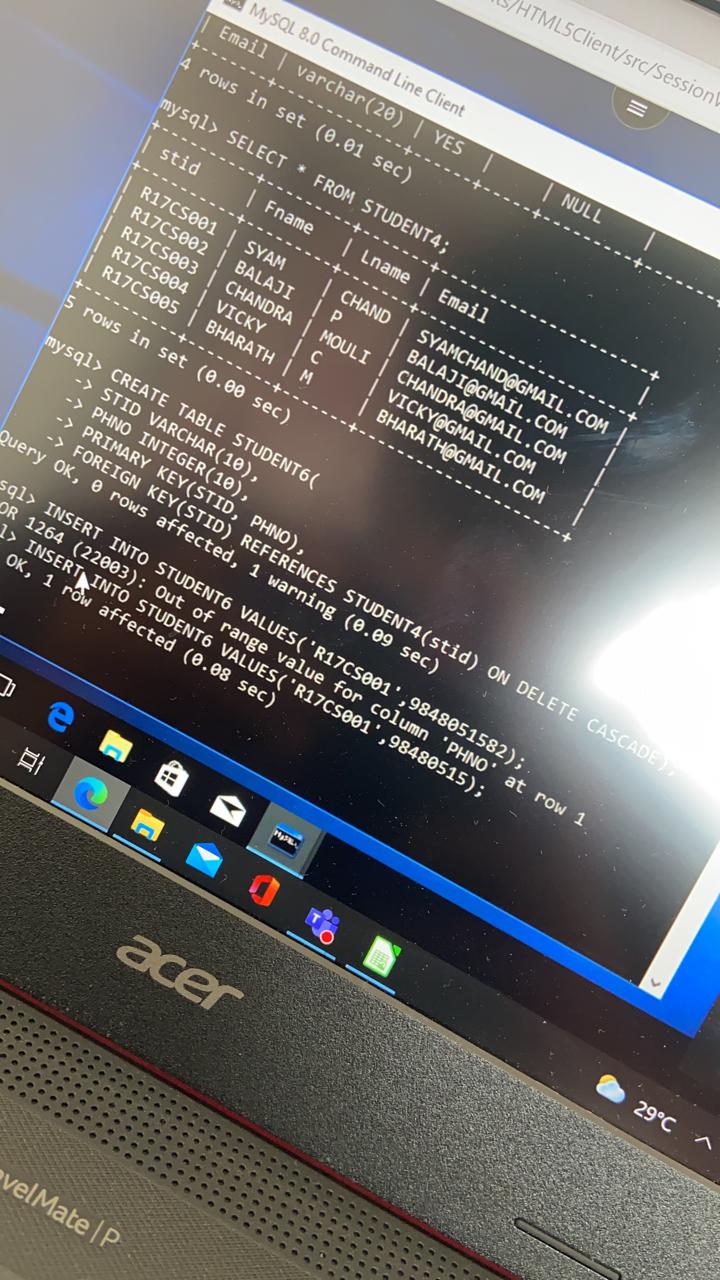 ts/HTML5Client/src/SessionV
MySQL 8.0 Command Line Client
| Email | varchar(20) | YES | | NULL |
4 rows in set (0.01 sec)
mysql> SELECT * FROM STUDENT4;
| stid | Fname | Lname | Email
| R17CS001 | SYAM | CHAND | SYAMCHAND@GMAIL.COM |
| R17CS002 | BALAJI | P | BALAJI@GMAIL.COM |
| R17CS003 | CHANDRA | MOULI | CHANDRA@GMAIL.COM |
| R17CS004 | VICKY | C | VICKY@GMAIL.COM |
| R17CS005 | BHARATH | M | BHARATH@GMAIL.COM |
5 rows in set (0.00 sec)
mysql> CREATE TABLE STUDENT6(
-> STID VARCHAR(10),
-> PHNO INTEGER(10),
-> PRIMARY KEY(STID, PHNO),
-> FOREIGN KEY(STID) REFERENCES STUDENT4(stid) ON DELETE CASCADE);
Query OK, 0 rows affected, 1 warning (0.09 sec)
sql> INSERT INTO STUDENT6 VALUES('R17CS001',9848051582);
OR 1264 (22003): Out of range value for column 'PHNO' at row 1
l> INSERT INTO STUDENT6 VALUES('R17CS001',98480515);
OK, 1 row affected (0.08 sec)
MySQL
T
acer
29°C
avelMate|P